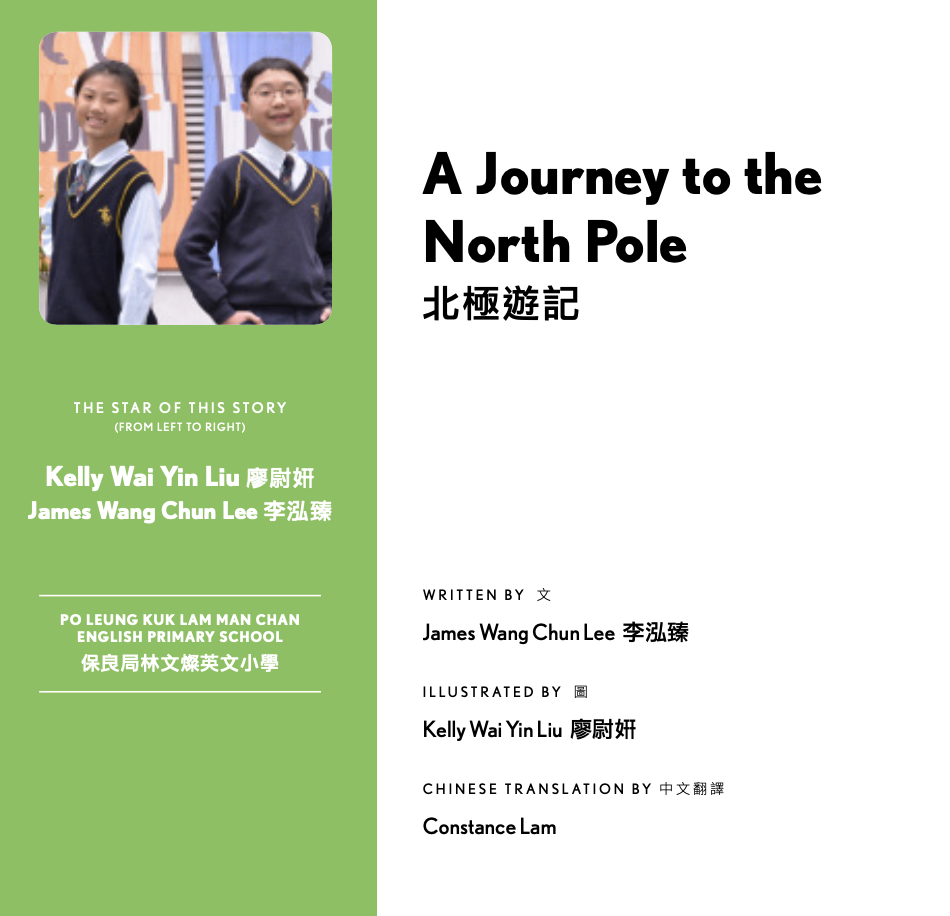 THE STAR OF THIS STORY
(FROM LEFT TO RIGHT)
Kelly Wai Yin Liu 廖尉妍
James Wang Chun Lee 李泓臻
PO LEUNG KUK LAM MAN CHAN
ENGLISH PRIMARY SCHOOL
保良局林文燦英文小學
A Journey to the
North Pole
北極遊記
WRITTEN BY 文
James Wang Chun Lee 李泓臻
ILLUSTRATED BY 圖
Kelly Wai Yin Liu 廖尉妍
CHINESE TRANSLATION BY 中文翻譯
Constance Lam